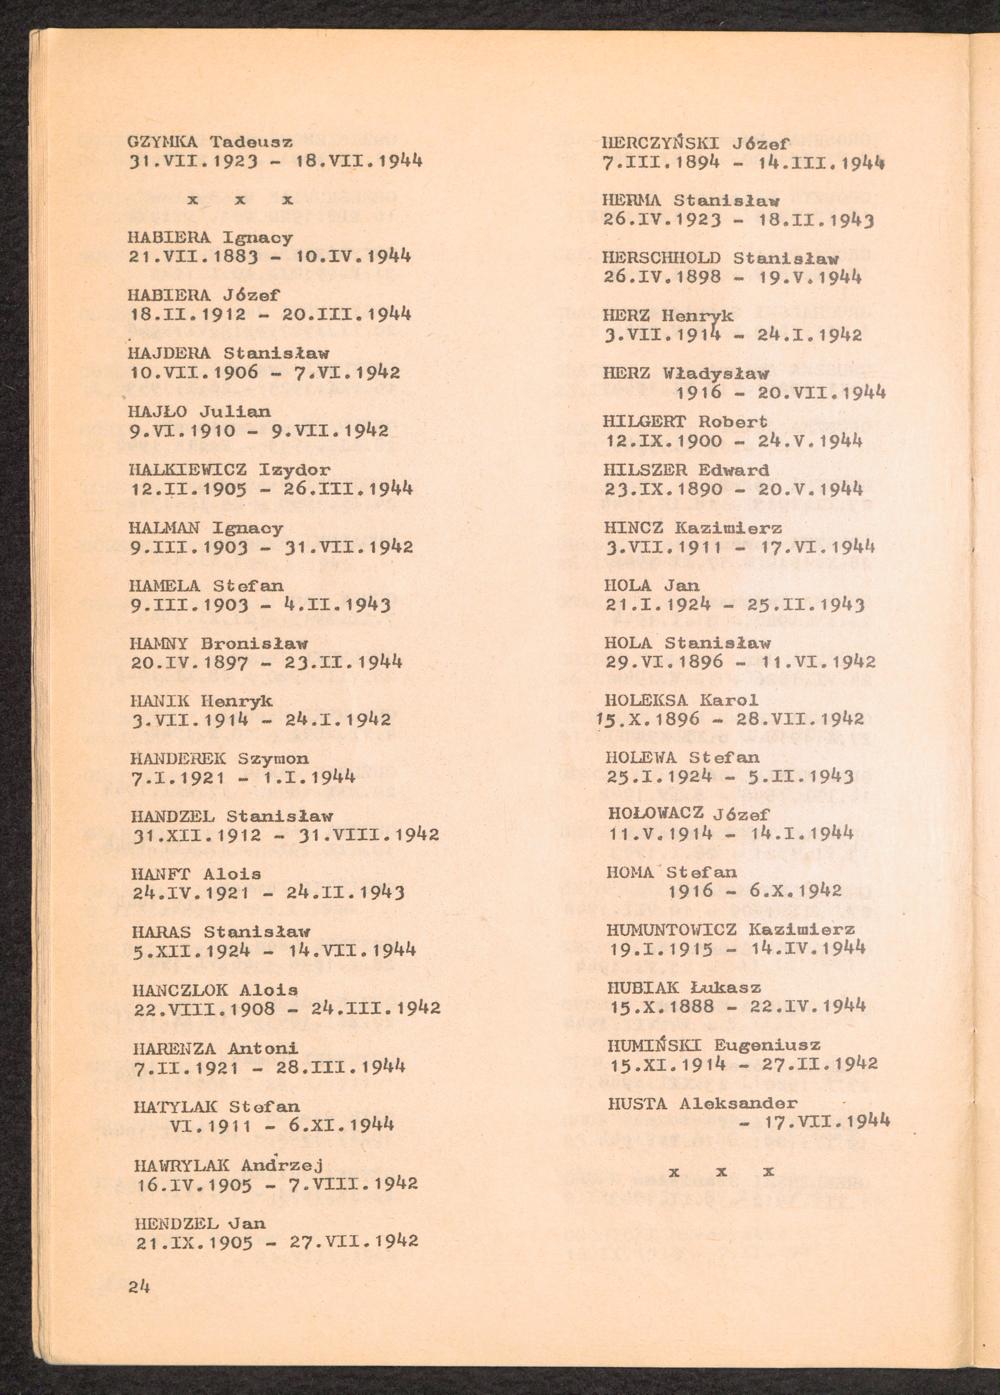 GZYMKA Tadeusz
31.VII.1923 - 18.VII.1944
x x x
HABIERA Ignacy
21.VII.1883 - 10.IV.1944
HABIERA Józef
18.II.1912 - 20.III.1944
HAJDERA Stanisław
10.VII.1906 - 7.VI.1942
HAJŁO Julian
9.VI.1910 - 9.VII.1942
HALKIEWICZ Izydor
12.II.1905 - 26.III.1944
HALMAN Ignacy
9.III.1903 - 31.VII.1942
HAMELA Stefan
9.III.1903 - 4.II.1943
HAMNY Bronisław
20.IV.1897 - 23.II.1944
HANIK Henryk
3.VII.1914 - 24.I.1942
HANDEREK Szymon
7.I.1921 - 1.I.1944
HANDZEL Stanisław
31.XII.1912 - 31.VIII.1942
HANFT Alois
24.IV.1921 - 24.II.1943
HARAS Stanisław
5.XII.1924 - 14.VII.1944
HANCZLOK Alois
22.VIII.1908 - 24.III.1942
HARENZA Antoni
7.II.1921 - 28.III.1944
HATYLAK Stefan
VI.1911 - 6.XI.1944
HAWRYLAK Andrzej
16.IV.1905 - 7.VIII.1942
HENDZEL Jan
21.IX.1905 - 27.VII.1942
24
HERCZYŃSKI Józef
7.III.1894 - 14.III.1944
HERMA Stanisław
26.IV.1923 - 18.II.1943
HERSCHHOLD Stanisław
26.IV.1898 - 19.V.1944
HERZ Henryk
3.VII.1914 - 24.I.1942
HERZ Władysław
1916 - 20.VII.1944
HILGERT Robert
12.IX.1900 - 24.V.1944
HILSZER Edward
23.IX.1890 - 20.V.1944
HINCZ Kazimierz
3.VII.1911 - 17.VI.1944
HOLA Jan
21.I.1924 - 25.II.1943
HOLA Stanisław
29.VI.1896 - 11.VI.1942
HOLEKSA Karol
15.X.1896 - 28.VII.1942
HOLEWA Stefan
25.I.1924 - 5.II.1943
HOŁOWACZ Józef
11.V.1914 - 14.I.1944
HOMA Stefan
1916 - 6.X.1942
HUMUNTOWICZ Kazimierz
19.I.1915 - 14.IV.1944
HUBIAK Łukasz
15.X.1888 - 22.IV.1944
HUMIŃSKI Eugeniusz
15.XI.1914 - 27.II.1942
HUSTA Aleksander
- 17.VII.1944
x x x